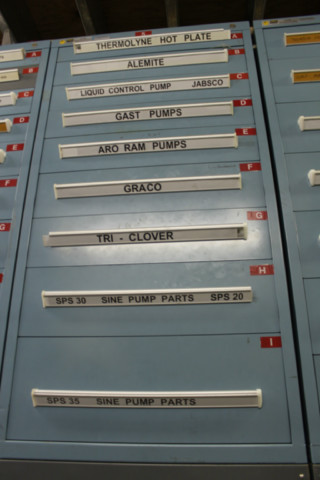 A
THERMOLYNE HOT PLATE
B
ALEMITE
C
LIQUID CONTROL PUMP JABSCO
D
GAST PUMPS
E
ARO RAM PUMPS
F
GRACO
G
TRI - CLOVER
H
SPS 30 SINE PUMP PARTS SPS 20
I
SPS 35 SINE PUMP PARTS
A
B
C
D
E
F
G